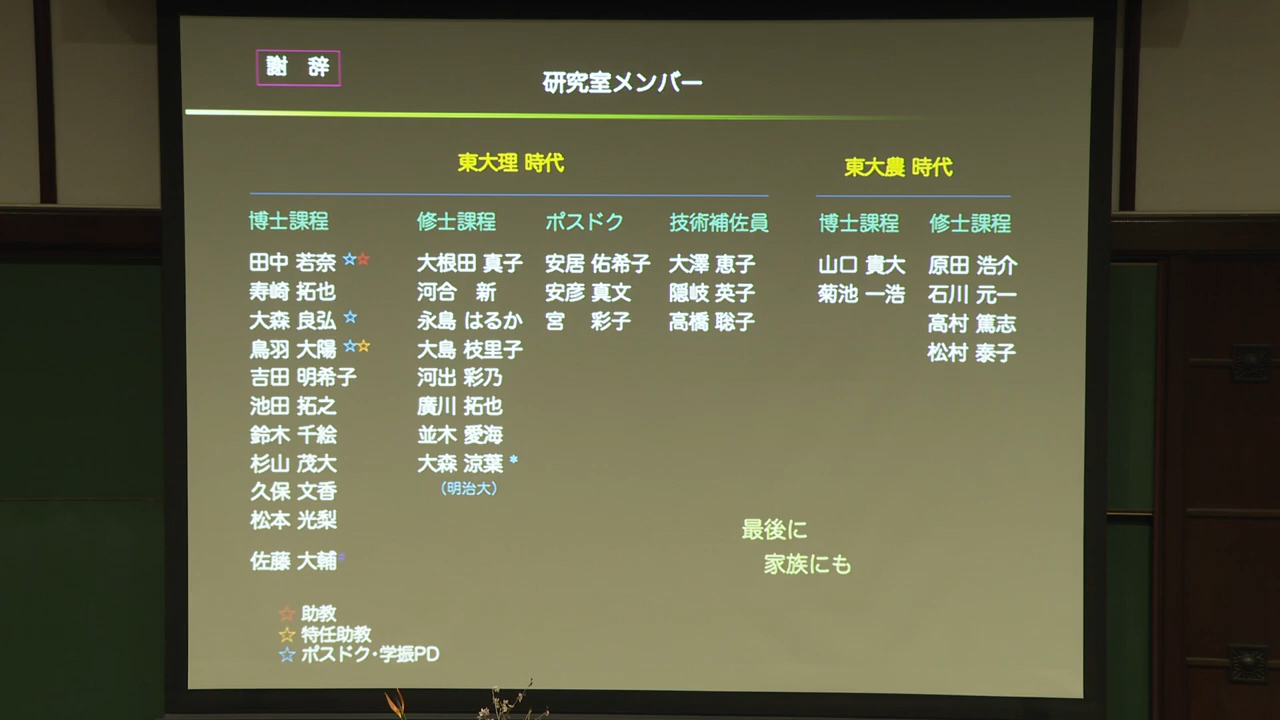 謝 辞
研究室メンバー
東大理 時代
博士課程
田中 若奈 ☆☆
寿崎 拓也
大森 良弘 ☆
鳥羽 大陽 ☆☆
吉田 明希子
池田 拓之
鈴木 千絵
杉山 茂大
久保 文香
松本 光梨
佐藤 大輔
修士課程
大根田 真子
河合 新
永島 はるか
大島 枝里子
河出 彩乃
廣川 拓也
並木 愛海
大森 涼葉 *
(明治大)
ポスドク
安居 佑希子
安彦 真文
宮 彩子
技術補佐員
大澤 恵子
隠岐 英子
高橋 聡子
東大農 時代
博士課程
山口 貴大
菊池 一浩
修士課程
原田 浩介
石川 元一
高村 篤志
松村 泰子
最後に
家族にも
☆ 助教
☆ 特任助教
☆ ポスドク・学振PD